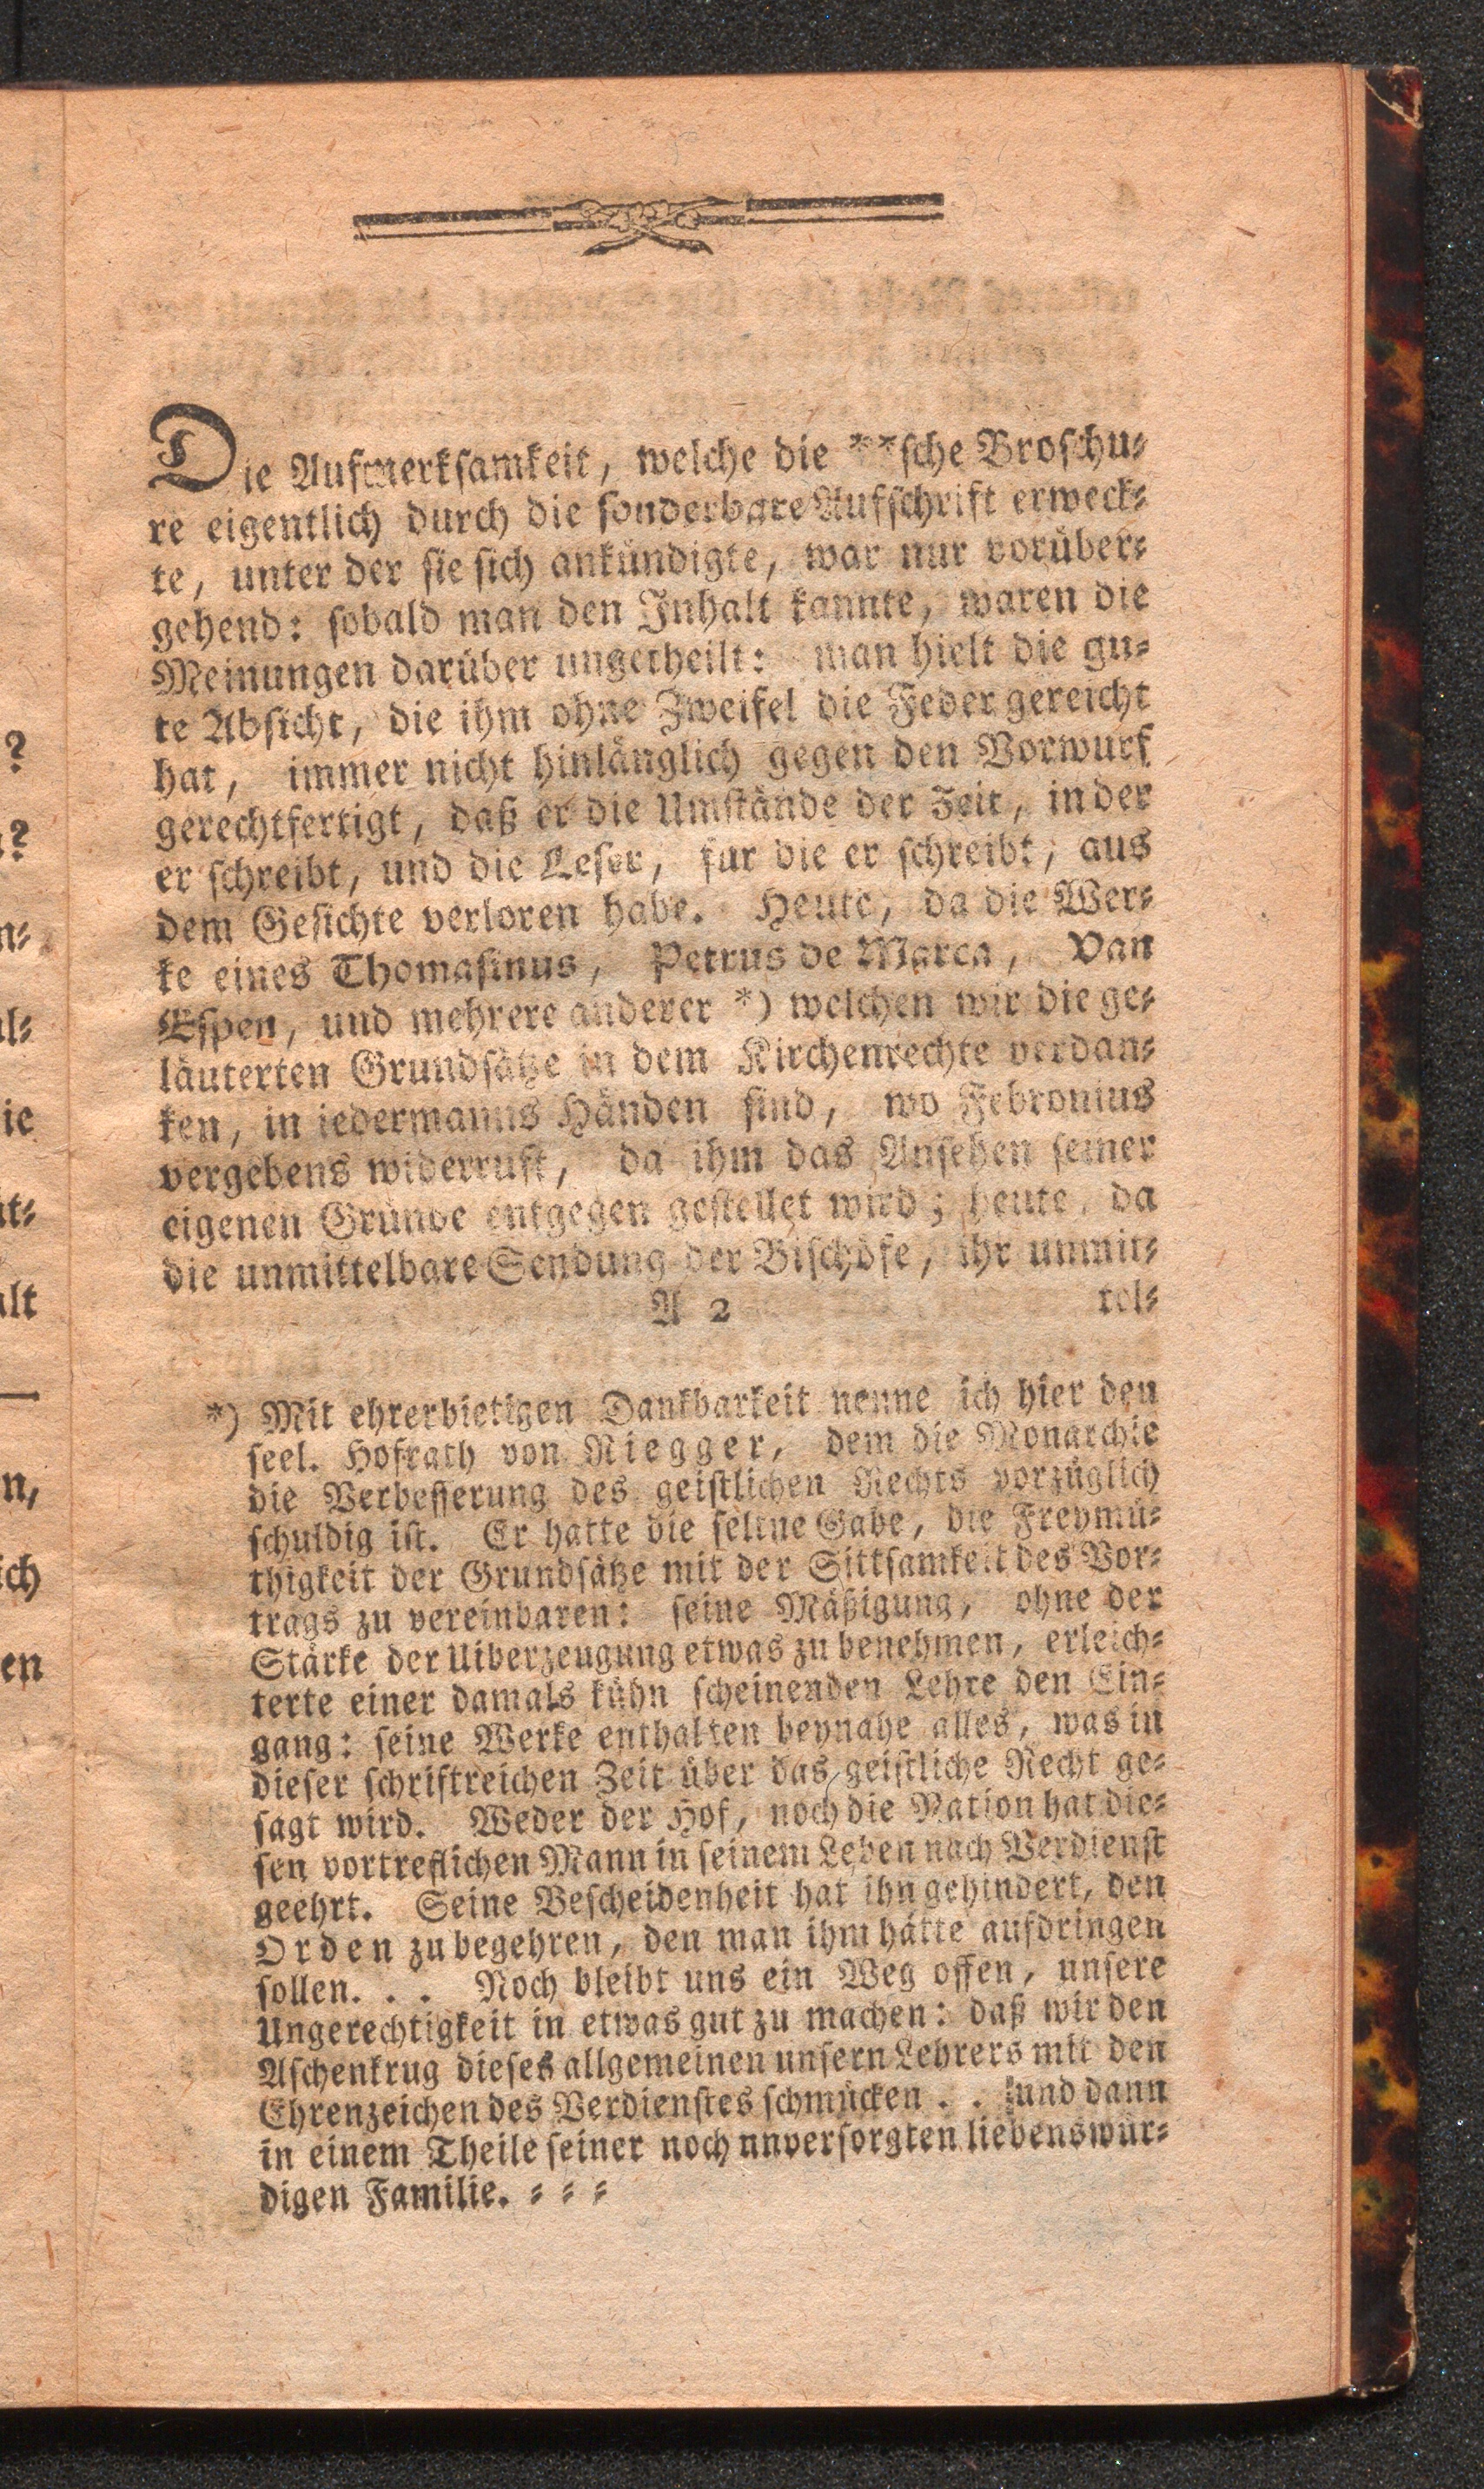 Die Aufmerksamkeit, welche die **sche Broschu-
re eigentlich durch die sonderbare Aufschrift erweck-
te, unter der sie sich ankündigte, war nur vorüber-
gehend: sobald man den Inhalt kannte, waren die
Meinungen darüber ungetheilt: man hielt die gu-
te Absicht, die ihm ohne Zweifel die Feder gereicht
hat, immer nicht hinlänglich gegen den Vorwurf
gerechtfertigt, daß er die Umstände der Zeit, in der
er schreibt, und die Leser, für die er schreibt, aus
dem Gesichte verloren habe. Heute, da die Wer-
ke eines Thomasinus, Petrus de Marca, Van
Espen, und mehrere anderer *) welchen wir die ge-
läuterten Grundsätze in dem Kirchenrechte verdan-
ken, in iedermanns Händen sind, wo Febronius
vergebens widerruft, da ihm das Ansehen seiner
eigenen Gründe entgegen gestellet wird; heute, da
die unmittelbare Sendung der Bischöfe, ihr unmit-
A 2 tel-
*) Mit ehrerbietigen Dankbarkeit nenne ich hier den
seel. Hofrath von Riegger, dem die Monarchie
die Verbesserung des geistlichen Rechts vorzüglich
schuldig ist. Er hatte die seltne Gabe, die Freymü-
thigkeit der Grundsätze mit der Sittsamkeit des Vor-
trags zu vereinbaren: seine Mäßigung, ohne der
Stärke der Uiberzeugung etwas zu benehmen, erleich-
terte einer damals kühn scheinenden Lehre den Ein-
gang: seine Werke enthalten beynahe alles, was in
dieser schriftreichen Zeit über das geistliche Recht ge-
sagt wird. Weder der Hof, noch die Nation hat die-
sen vortreflichen Mann in seinem Leben nach Verdienst
geehrt. Seine Bescheidenheit hat ihn gehindert, den
Orden zu begehren, den man ihm hätte aufdringen
sollen. . . Noch bleibt uns ein Weg offen, unsere
Ungerechtigkeit in etwas gut zu machen: daß wir den
Aschenkrug dieses allgemeinen unsern Lehrers mit den
Ehrenzeichen des Verdienstes schmücken . . und dann
in einem Theile seiner noch unversorgten liebenswür-
digen Familie. - - -